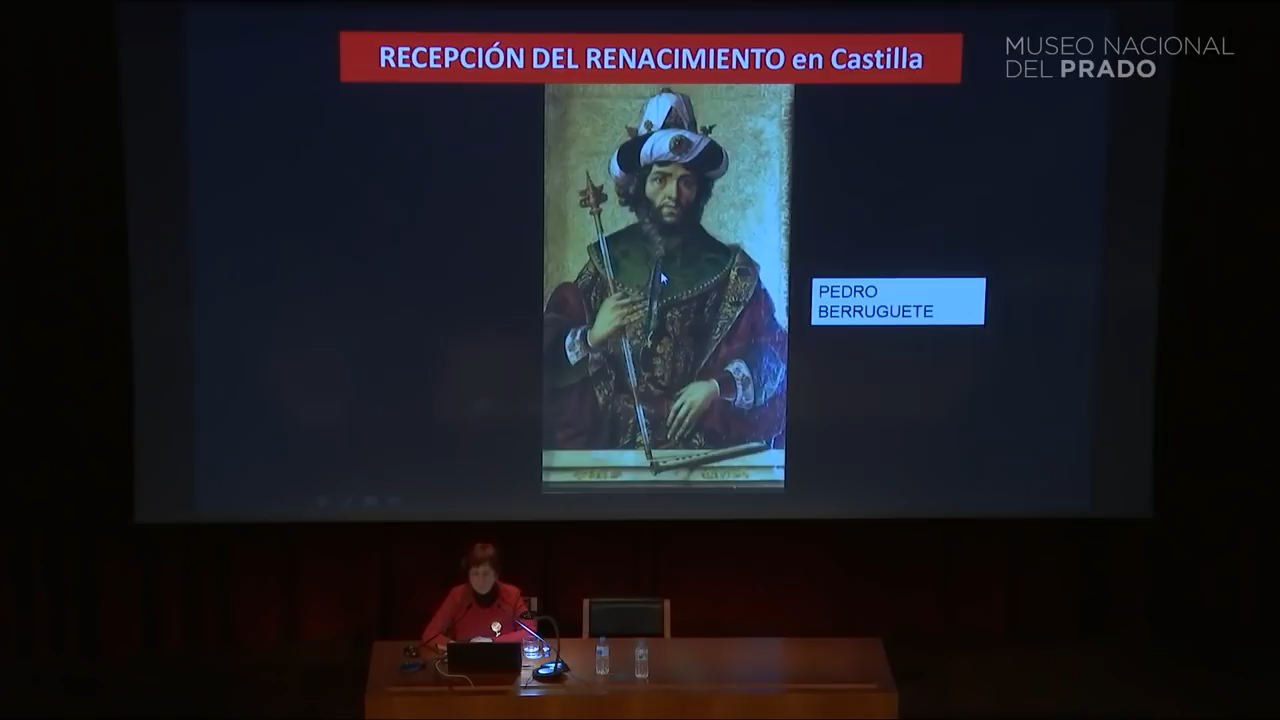 RECEPCIÓN DEL RENACIMIENTO en Castilla
MUSEO NACIONAL
DEL PRADO
PEDRO
BERRUGUETE